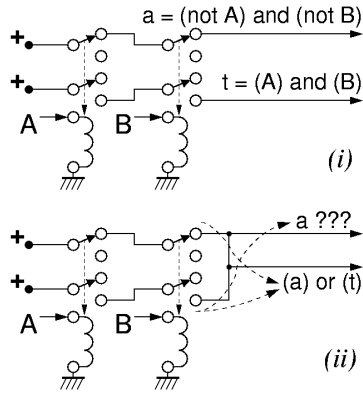 + a = (not A) and (not B)
+ t = (A) and (B)
A B
(i)
+ a ???
+ (a) or (t)
A B
(ii)